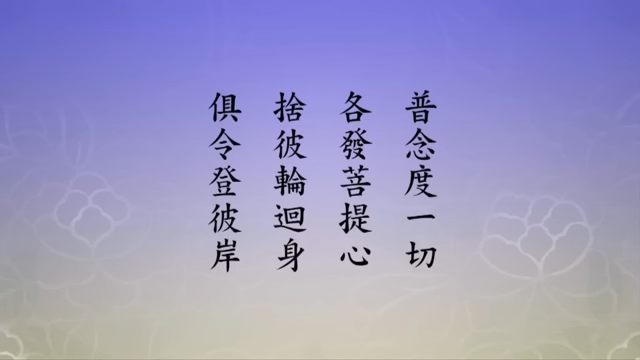 普念度一切
各發菩提心
捨彼輪迴身
俱令登彼岸